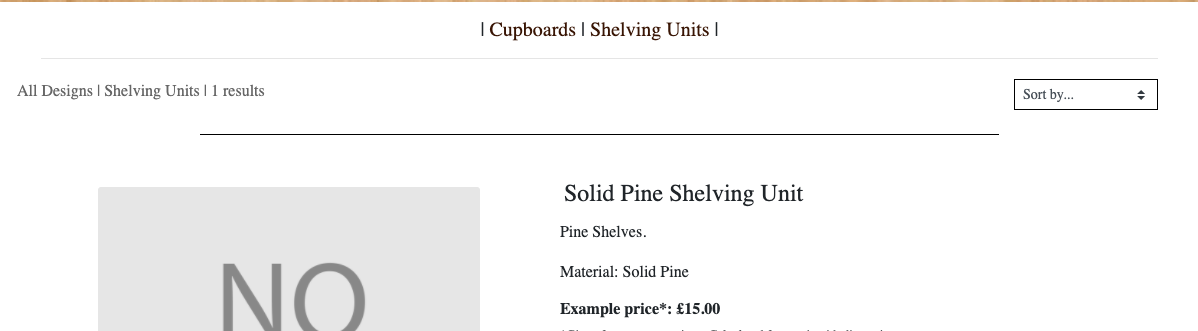 | Cupboards | Shelving Units |
All Designs | Shelving Units | 1 results
Sort by...
Solid Pine Shelving Unit
Pine Shelves.
Material: Solid Pine
Example price*: £15.00
NO